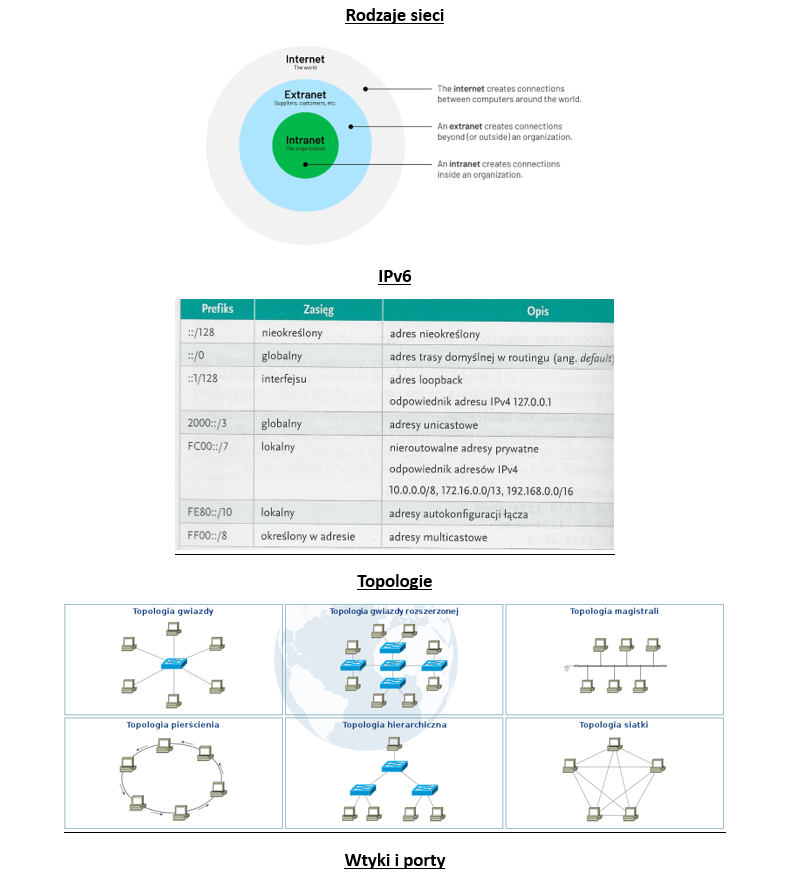 Rodzaje sieci
Internet
The world
Extranet
Suppliers, customers, etc.
Intranet
The organization
The internet creates connections
between computers around the world.
An extranet creates connections
beyond (or outside) an organization.
An intranet creates connections
inside an organization.
IPv6
Prefiks Zasięg Opis
::/128 nieokreślony adres nieokreślony
::/0 globalny adres trasy domyślnej w routingu (ang. default)
::1/128 interfejsu adres loopback
odpowiednik adresu IPv4 127.0.0.1
2000::/3 globalny adresy unicastowe
FC00::/7 lokalny nieroutowalne adresy prywatne
odpowiednik adresów IPv4
10.0.0.0/8, 172.16.0.0/13, 192.168.0.0/16
FE80::/10 lokalny adresy autokonfiguracji łącza
FF00::/8 określony w adresie adresy multicastowe
Topologie
Topologia gwiazdy Topologia gwiazdy rozszerzonej Topologia magistrali
Topologia pierścienia Topologia hierarchiczna Topologia siatki
Wtyki i porty